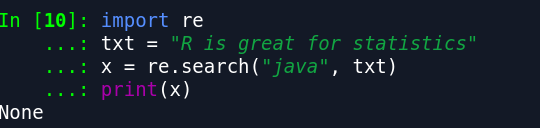 In [10]: import re
    ...: txt = "R is great for statistics"
    ...: x = re.search("java", txt)
    ...: print(x)
None